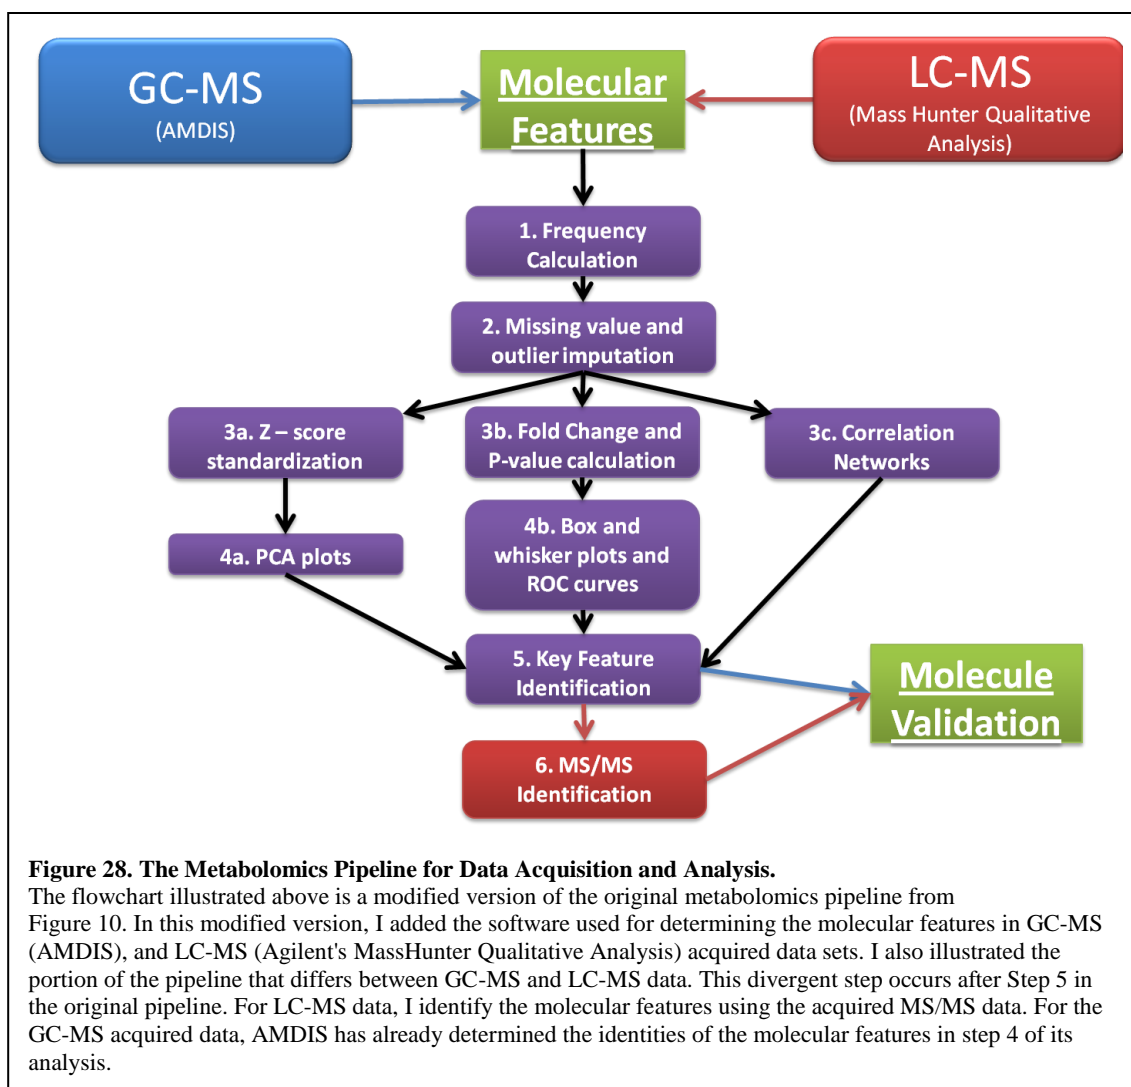 GC-MS
(AMDIS)
Molecular
Features
LC-MS
(Mass Hunter Qualitative
Analysis)
1. Frequency
Calculation
2. Missing value and
outlier imputation
3a. Z – score
standardization
3b. Fold Change and
P-value calculation
3c. Correlation
Networks
4a. PCA plots
4b. Box and
whisker plots and
ROC curves
5. Key Feature
Identification
Molecule
Validation
6. MS/MS
Identification
Figure 28. The Metabolomics Pipeline for Data Acquisition and Analysis.
The flowchart illustrated above is a modified version of the original metabolomics pipeline from
Figure 10. In this modified version, I added the software used for determining the molecular features in GC-MS
(AMDIS), and LC-MS (Agilent's MassHunter Qualitative Analysis) acquired data sets. I also illustrated the
portion of the pipeline that differs between GC-MS and LC-MS data. This divergent step occurs after Step 5 in
the original pipeline. For LC-MS data, I identify the molecular features using the acquired MS/MS data. For the
GC-MS acquired data, AMDIS has already determined the identities of the molecular features in step 4 of its
analysis.